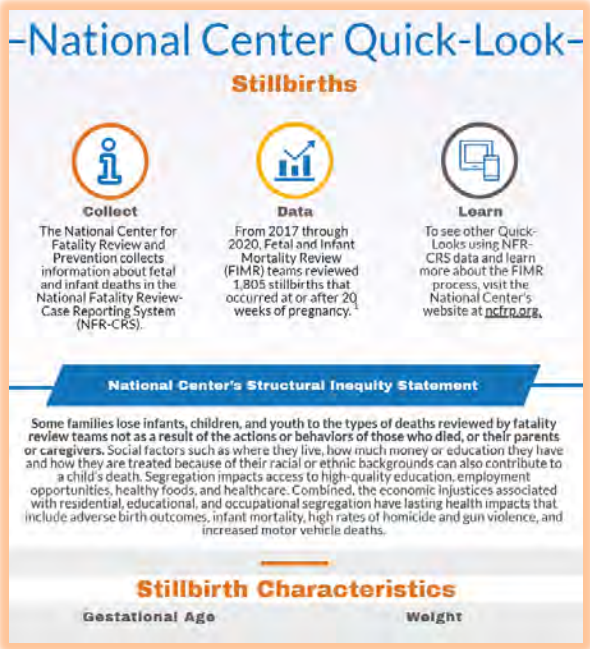 National Center Quick-Look
Stillbirths
Collect
The National Center for
Fatality Review and
Prevention collects
information about fetal
and infant deaths in the
National Fatality Review-
Case Reporting System
(NFR-CRS).
Data
From 2017 through
2020, Fetal and Infant
Mortality Review
(FIMR) teams reviewed
1,805 stillbirths that
occurred at or after 20
weeks of pregnancy.1
Learn
To see other Quick-
Looks using NFR-
CRS data and learn
more about the FIMR
process, visit the
National Center's
website at ncfrp.org.
National Center's Structural Inequity Statement
Some families lose infants, children, and youth to the types of deaths reviewed by fatality
review teams not as a result of the actions or behaviors of those who died, or their parents
or caregivers. Social factors such as where they live, how much money or education they have
and how they are treated because of their racial or ethnic backgrounds can also contribute to
a child's death. Segregation impacts access to high-quality education, employment
opportunities, healthy foods, and healthcare. Combined, the economic injustices associated
with residential, educational, and occupational segregation have lasting health impacts that
include adverse birth outcomes, infant mortality, high rates of homicide and gun violence, and
increased motor vehicle deaths.
Stillbirth Characteristics
Gestational Age
Weight